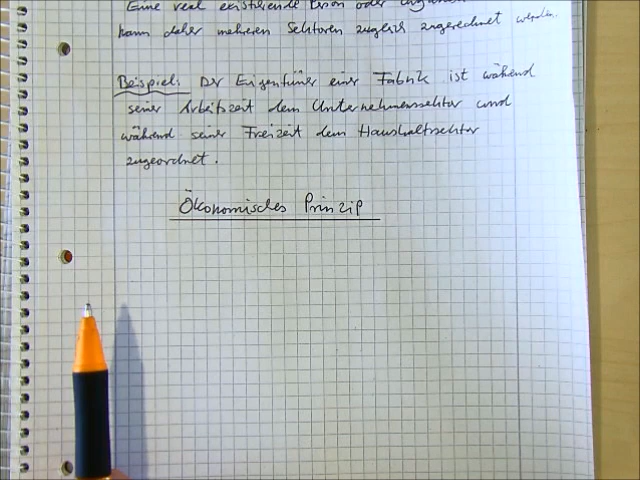 Eine real existierende Person oder
kann daher mehreren Sektoren zugleich zugerechnet werden.
Beispiel: Der Eigentümer einer Fabrik ist während
seiner Arbeitszeit dem Unternehmenssektor und
während seiner Freizeit dem Haushaltssektor
zugeordnet.
Ökonomisches Prinzip